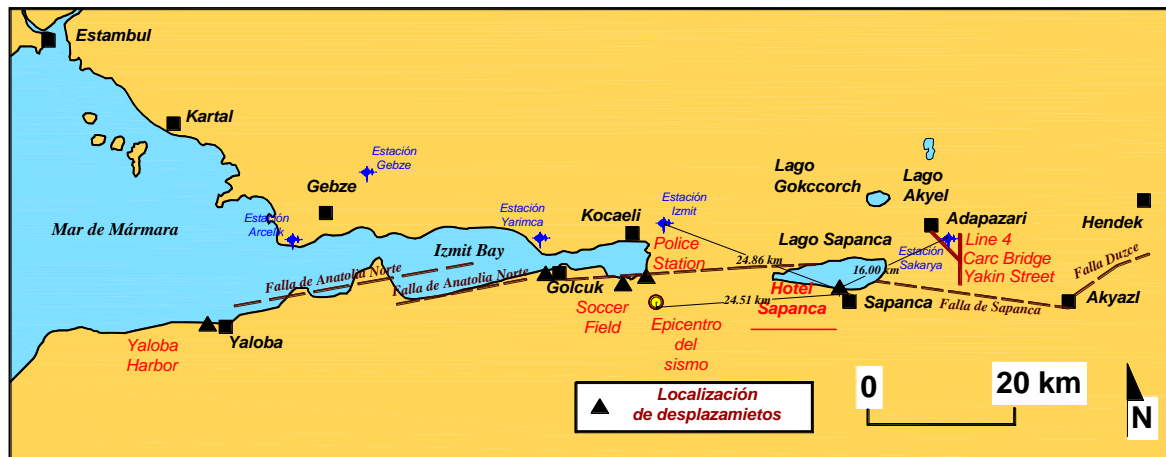 Estambul
Kartal
Estación
Gebze
Gebze
Estación
Arcelik
Mar de Mármara
Izmit Bay
Estación
Yarimca
Kocaeli
Estación
Izmit
Police
Station
Lago
Gokccorch
Lago
Akyel
Adapazari
Hendek
Lago Sapanca
Estación
Sakarya
Line 4
Carc Bridge
Yakin Street
Falla Duzce
24.86 km
16.00 km
24.51 km
Falla de Anatolia Norte
Falla de Anatolia Norte
Golcuk
Hotel
Sapanca
Sapanca
Falla de Sapanca
Akyazl
Soccer
Field
Epicentro
del
sismo
Yaloba
Yaloba
Harbor
Localización
de desplazamietos
0
20 km
N